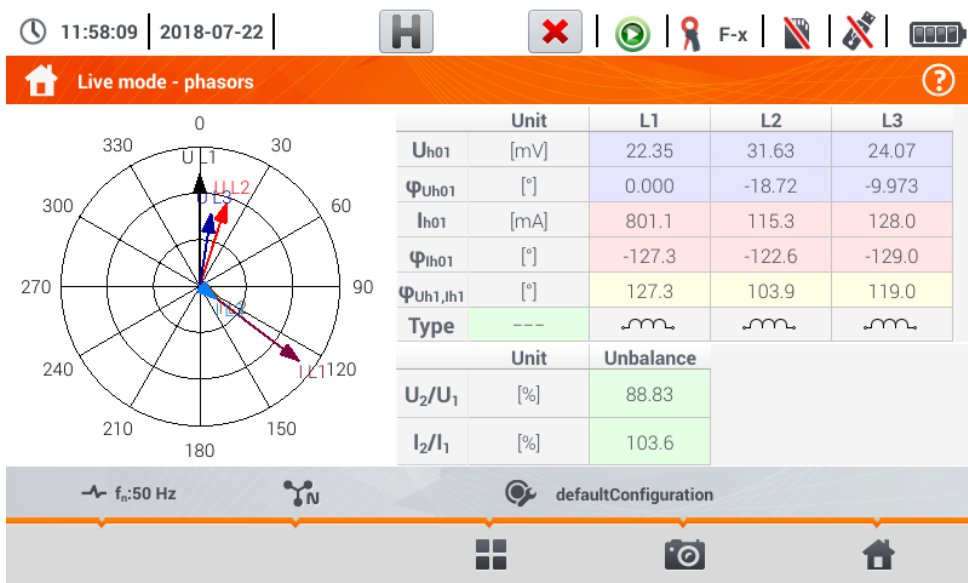 11:58:09 2018-07-22 H F-x
Live mode - phasors ?
0
330 30
300 60
270 90
240 120
210 150
180
U L1
U L2
U L3
I L1
Unit L1 L2 L3
Uh01 [mV] 22.35 31.63 24.07
φUh01 [°] 0.000 -18.72 -9.973
Ih01 [mA] 801.1 115.3 128.0
φIh01 [°] -127.3 -122.6 -129.0
φUh1,Ih1 [°] 127.3 103.9 119.0
Type ---
Unit Unbalance
U2/U1 [%] 88.83
I2/I1 [%] 103.6
fn:50 Hz N defaultConfiguration